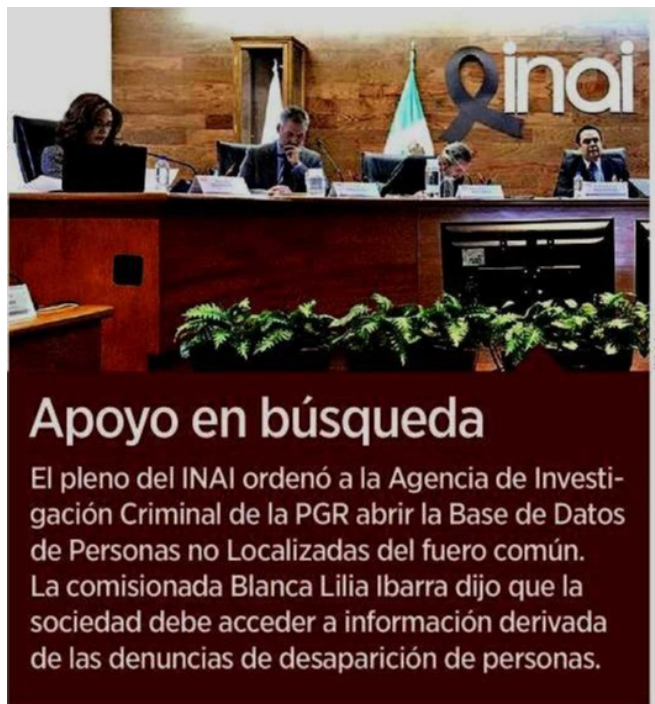 inai
Apoyo en búsqueda
El pleno del INAI ordenó a la Agencia de Investi-
gación Criminal de la PGR abrir la Base de Datos
de Personas no Localizadas del fuero común.
La comisionada Blanca Lilia Ibarra dijo que la
sociedad debe acceder a información derivada
de las denuncias de desaparición de personas.